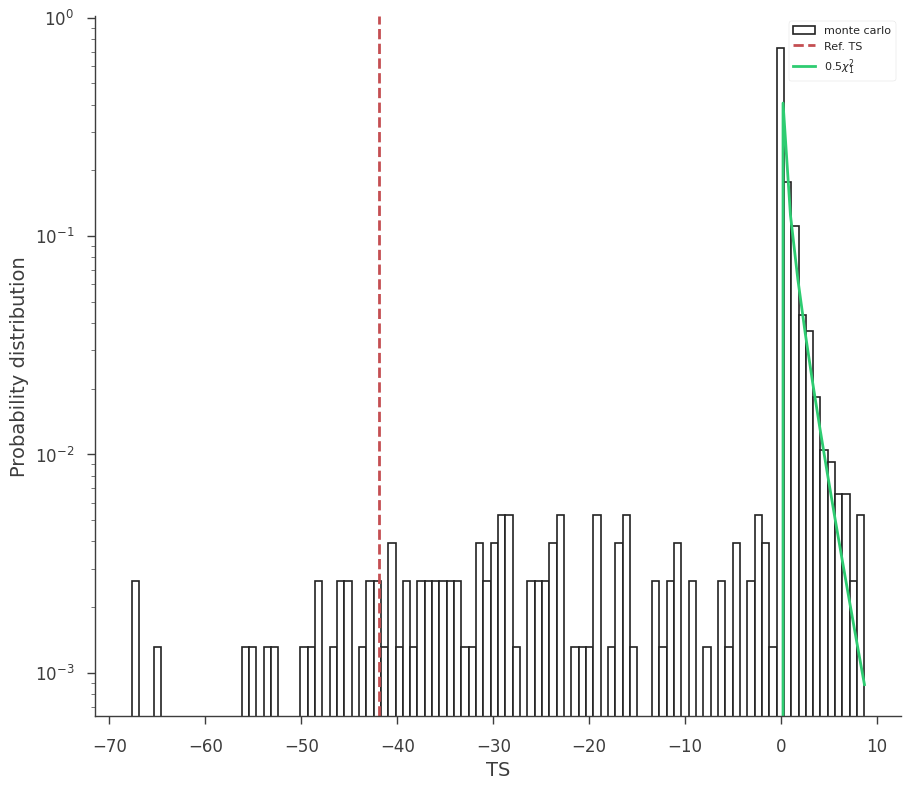 monte carlo
Ref. TS
0.5χ₁²
10⁰
10⁻¹
10⁻²
10⁻³
Probability distribution
−70 −60 −50 −40 −30 −20 −10 0 10
TS